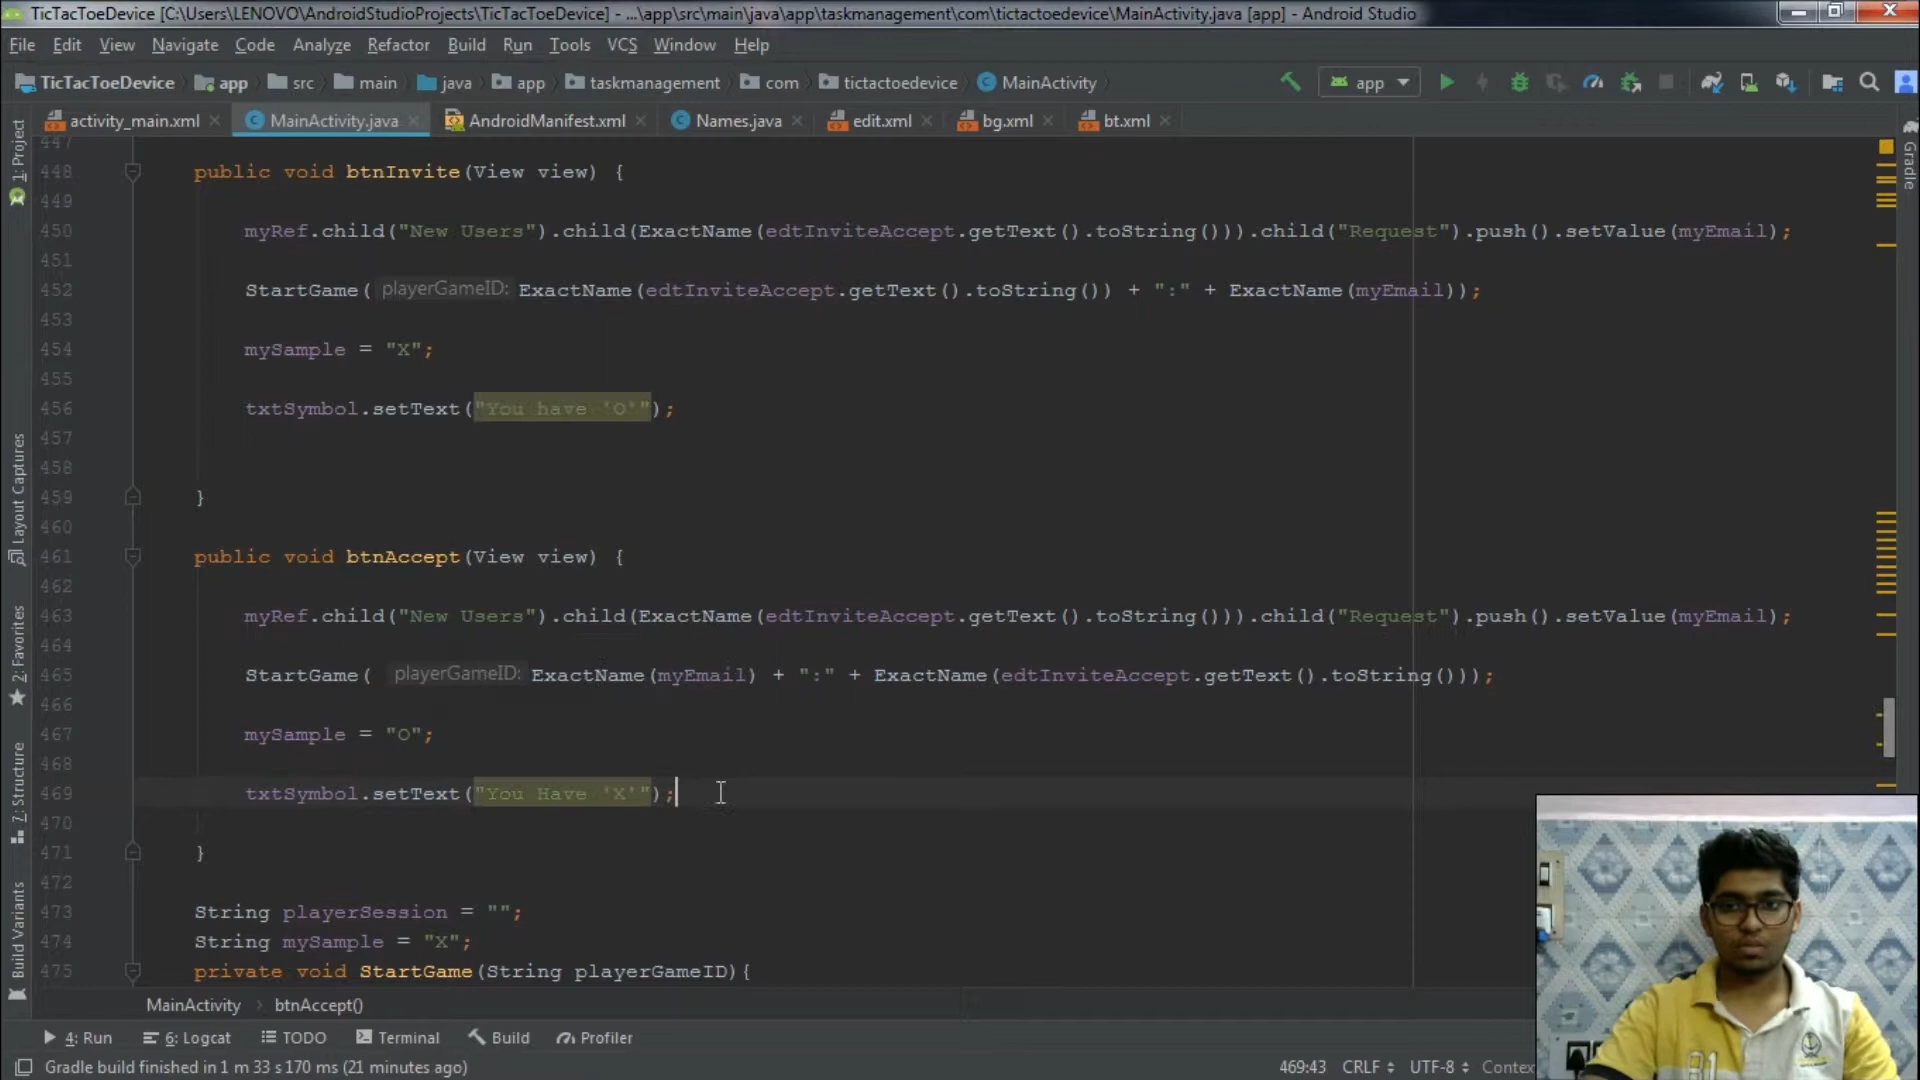 TicTacToeDevice [C:\Users\LENOVO\AndroidStudioProjects\TicTacToeDevice] - ...\app\src\main\java\app\taskmanagement\com\tictactoedevice\MainActivity.java [app] - Android Studio
File Edit View Navigate Code Analyze Refactor Build Run Tools VCS Window Help
TicTacToeDevice app src main java app taskmanagement com tictactoedevice MainActivity app
activity_main.xml MainActivity.java AndroidManifest.xml Names.java edit.xml bg.xml bt.xml
1: Project
Layout Captures
2: Favorites
7: Structure
Build Variants
Gradle
447
448 public void btnInvite(View view) {
449
450 myRef.child("New Users").child(ExactName(edtInviteAccept.getText().toString())).child("Request").push().setValue(myEmail);
451
452 StartGame( playerGameID: ExactName(edtInviteAccept.getText().toString()) + ":" + ExactName(myEmail));
453
454 mySample = "X";
455
456 txtSymbol.setText("You have 'O'");
457
458
459 }
460
461 public void btnAccept(View view) {
462
463 myRef.child("New Users").child(ExactName(edtInviteAccept.getText().toString())).child("Request").push().setValue(myEmail);
464
465 StartGame( playerGameID: ExactName(myEmail) + ":" + ExactName(edtInviteAccept.getText().toString()));
466
467 mySample = "O";
468
469 txtSymbol.setText("You Have 'X'");
470
471 }
472
473 String playerSession = "";
474 String mySample = "X";
475 private void StartGame(String playerGameID){
MainActivity btnAccept()
4: Run 6: Logcat TODO Terminal Build Profiler
Gradle build finished in 1 m 33 s 170 ms (21 minutes ago) 469:43 CRLF UTF-8